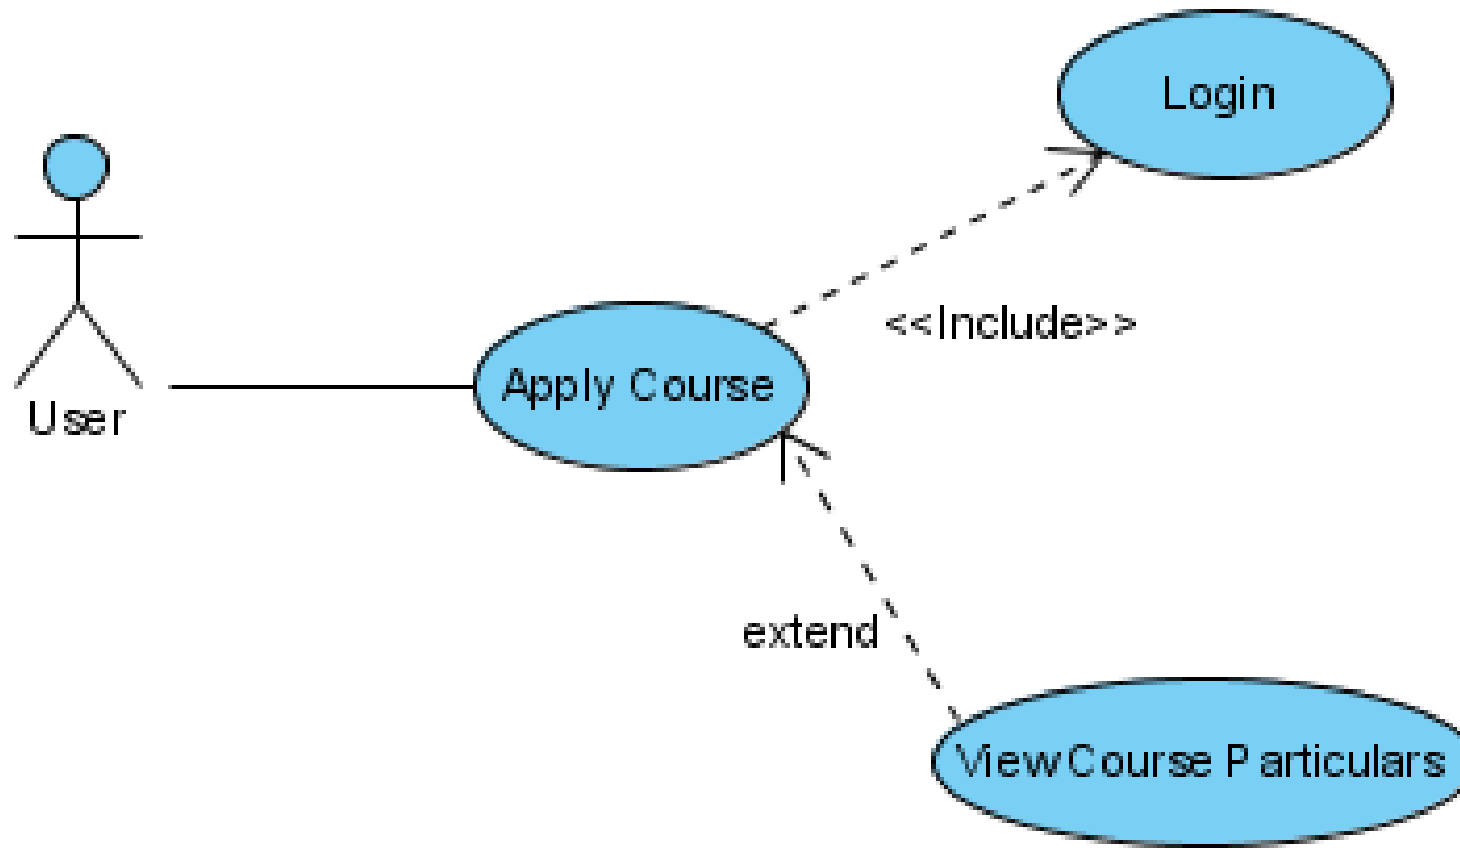 Login
<<Include>>
Apply Course
User
extend
View Course Particulars